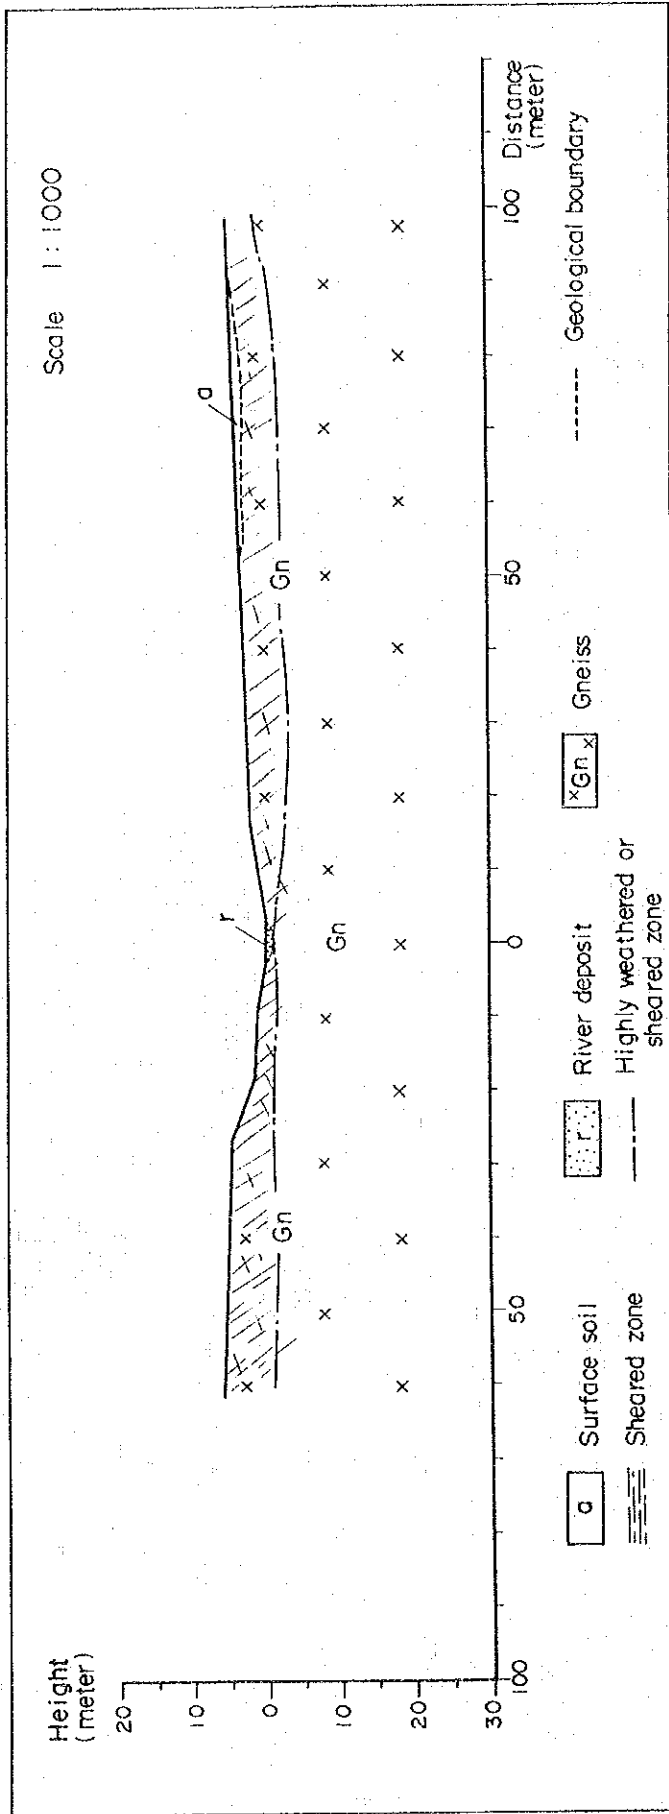 Scale 1:1000
Height
(meter)
20
10
0
10
20
30
a
r
Gn
Gn
Gn
100
50
0
50
100
Distance
(meter)
a Surface soil
r River deposit
Gn Gneiss
Geological boundary
Sheared zone
Highly weathered or
sheared zone